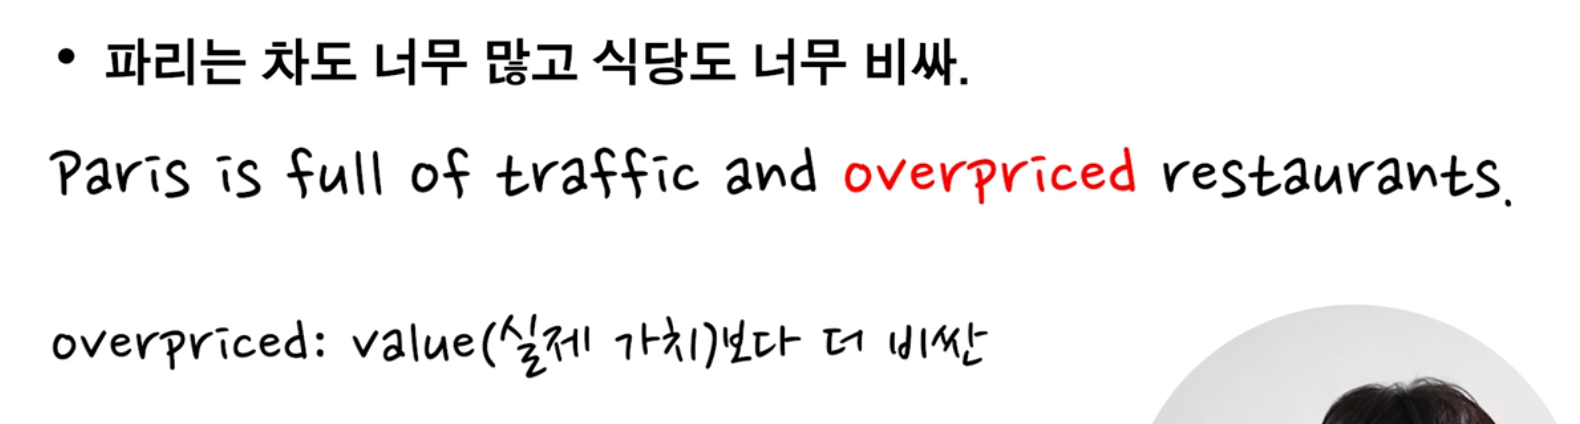 • 파리는 차도 너무 많고 식당도 너무 비싸.
Paris is full of traffic and overpriced restaurants.
overpriced: value(실제 가치)보다 더 비싼